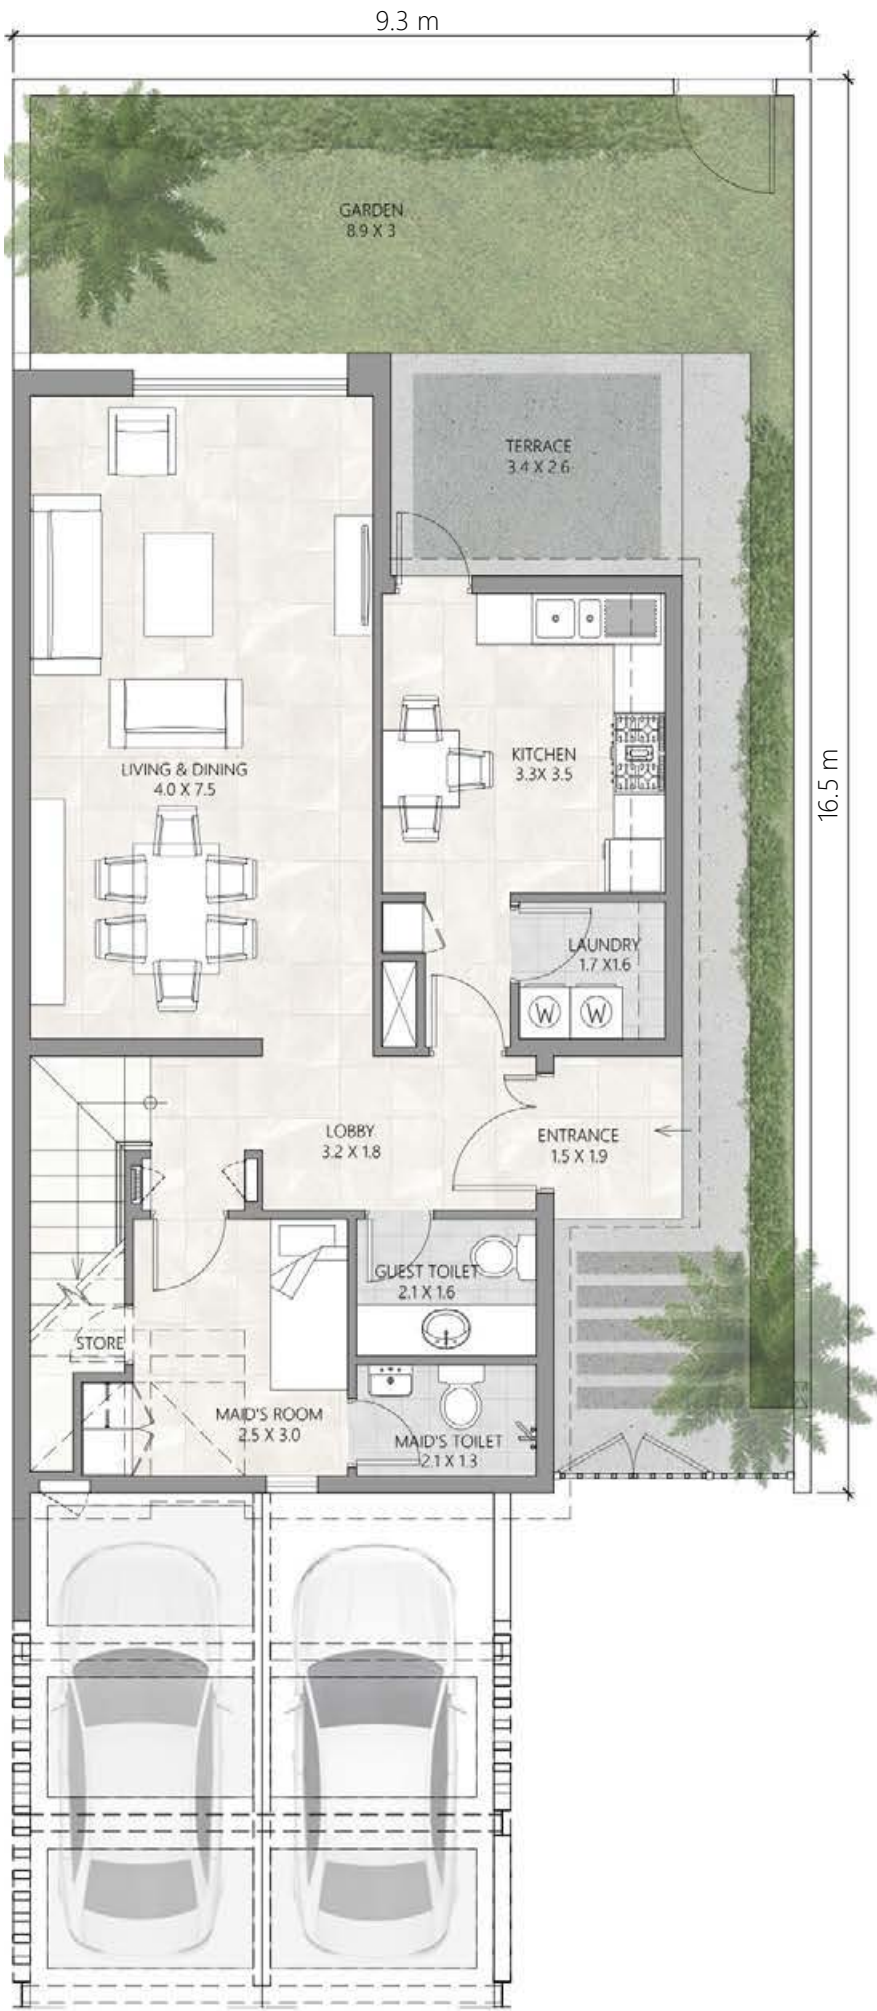 9.3 m
GARDEN
8.9 X 3
TERRACE
3.4 X 2.6
16.5 m
KITCHEN
3.3X 3.5
LIVING & DINING
4.0 X 7.5
LAUNDRY
1.7 X1.6
W
W
LOBBY
3.2 X 1.8
ENTRANCE
1.5 X 1.9
GUEST TOILET
2.1 X 1.6
STORE
MAID'S ROOM
2.5 X 3.0
MAID'S TOILET
2.1 X 1.3